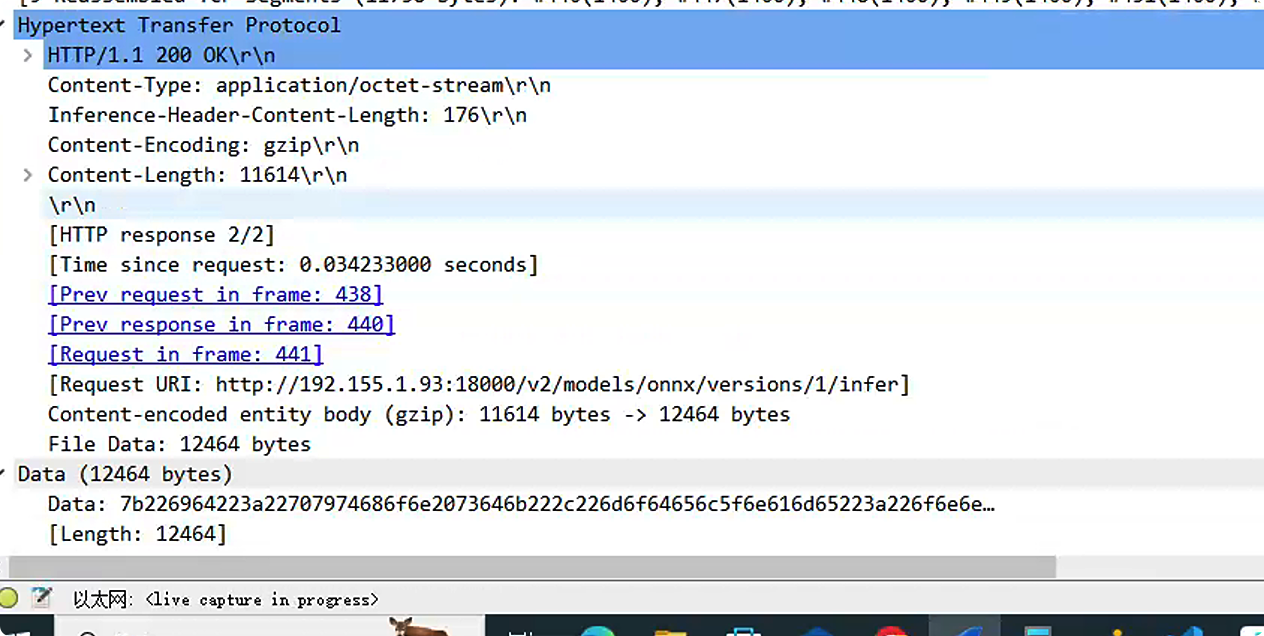 Hypertext Transfer Protocol
HTTP/1.1 200 OK\r\n
Content-Type: application/octet-stream\r\n
Inference-Header-Content-Length: 176\r\n
Content-Encoding: gzip\r\n
Content-Length: 11614\r\n
\r\n
[HTTP response 2/2]
[Time since request: 0.034233000 seconds]
[Prev request in frame: 438]
[Prev response in frame: 440]
[Request in frame: 441]
[Request URI: http://192.155.1.93:18000/v2/models/onnx/versions/1/infer]
Content-encoded entity body (gzip): 11614 bytes -> 12464 bytes
File Data: 12464 bytes
Data (12464 bytes)
Data: 7b226964223a22707974686f6e2073646b222c226d6f64656c5f6e616d65223a226f6e6e…
[Length: 12464]
以太网: <live capture in progress>